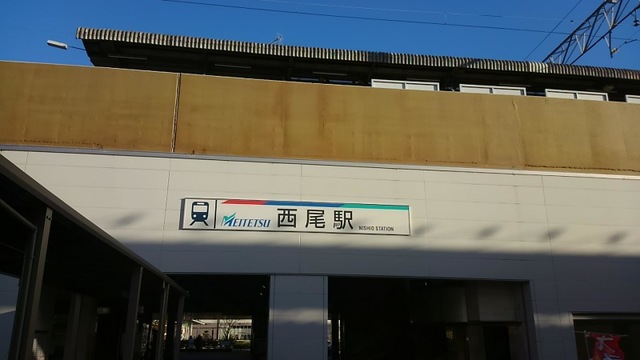 MEITETSU 西尾駅 NISHIO STATION